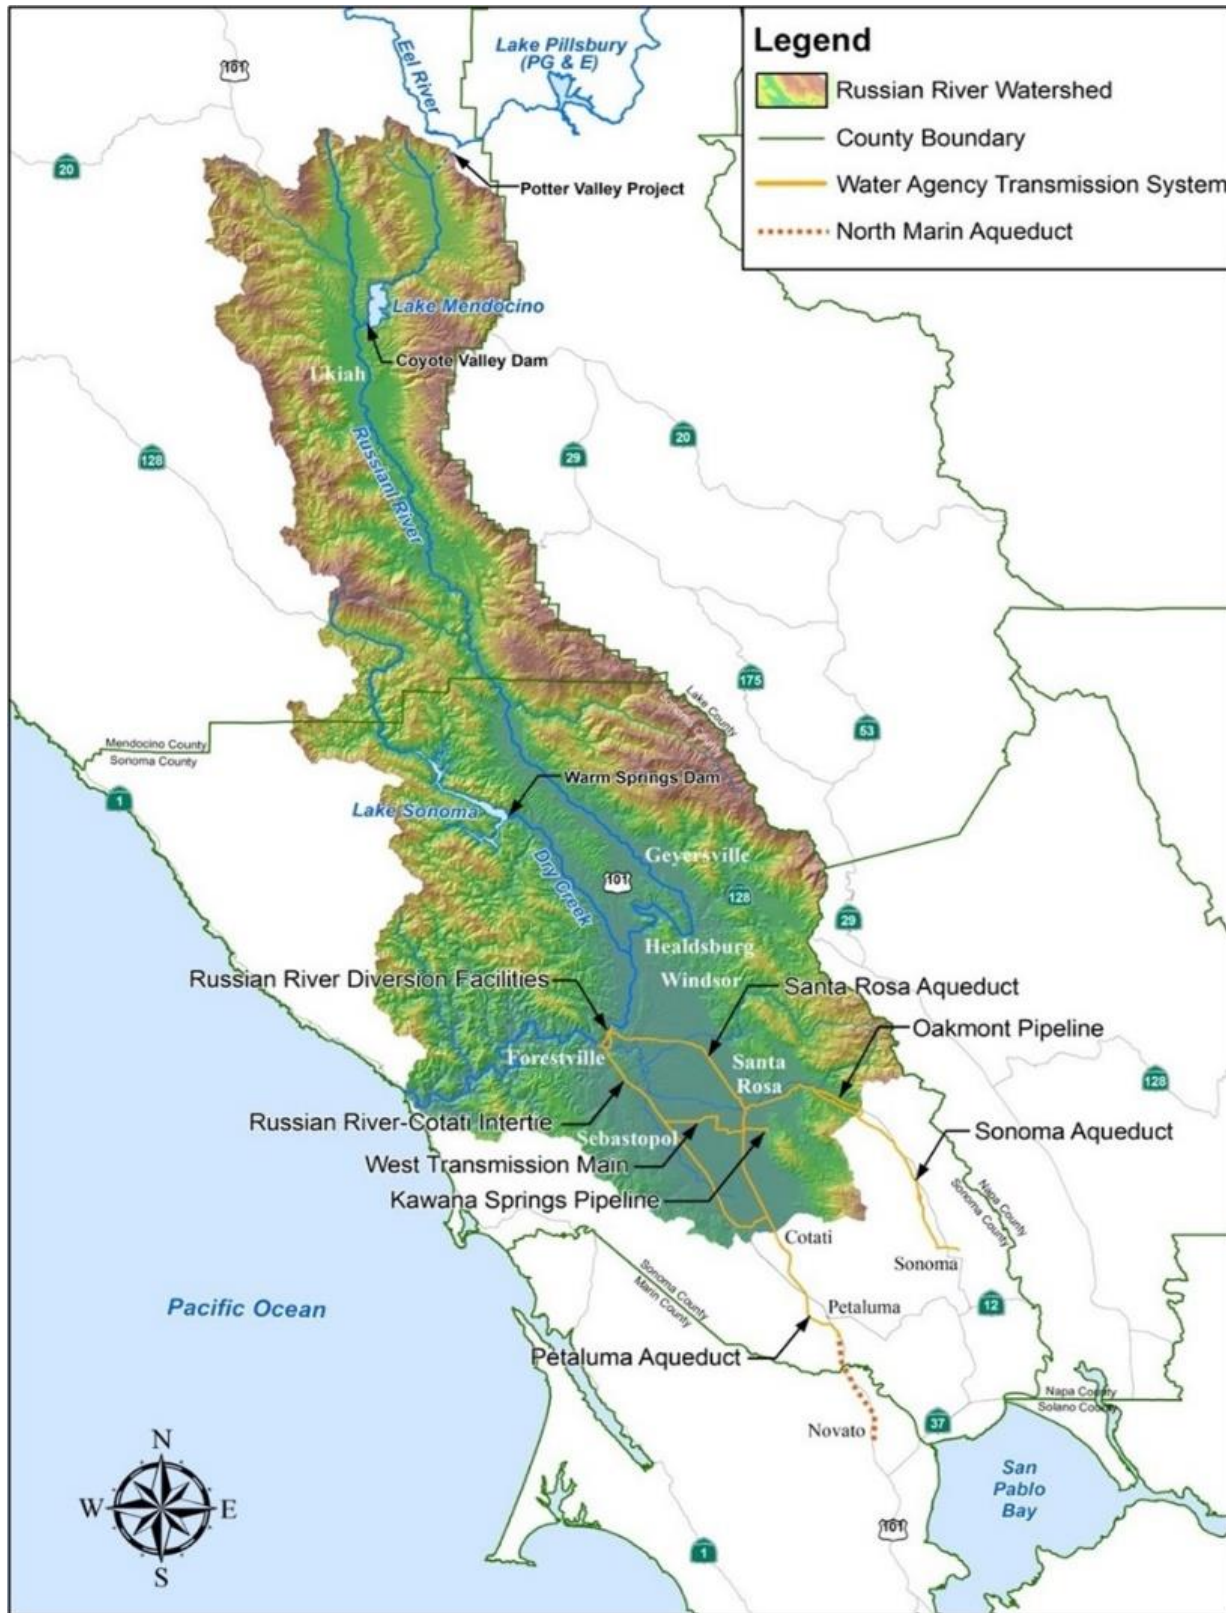 Legend
Russian River Watershed
County Boundary
Water Agency Transmission System
North Marin Aqueduct
Lake Pillsbury
(PG & E)
Eel River
101
20
Potter Valley Project
Lake Mendocino
Coyote Valley Dam
Ukiah
128
29
20
Russianl River
175
Lake County
53
Mendocino County
Sonoma County
1
Warm Springs Dam
Lake Sonoma
Dry Creek
Geyersville
101
128
29
Healdsburg
Windsor
Russian River Diversion Facilities
Santa Rosa Aqueduct
Oakmont Pipeline
Forestville
Santa
Rosa
128
Russian River-Cotati Intertie
Sebastopol
Sonoma Aqueduct
West Transmission Main
Kawana Springs Pipeline
Napa County
Sonoma County
Cotati
Sonoma
Sonoma County
Marin County
Pacific Ocean
Petaluma
12
Petaluma Aqueduct
Napa County
Solano County
Novato
37
San
Pablo
Bay
N
W
E
S
101
1